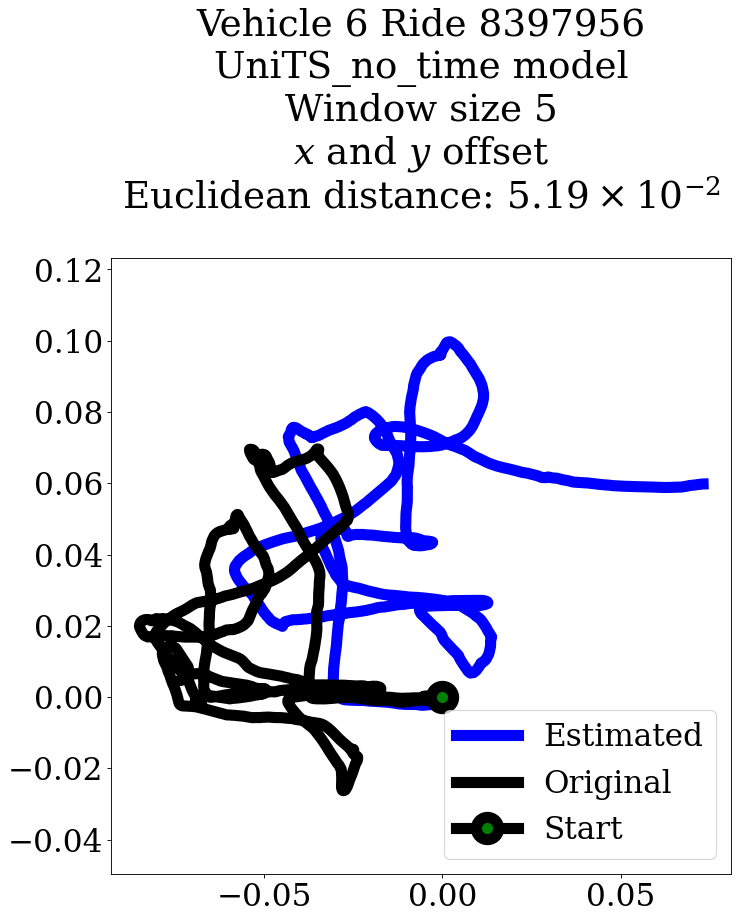 Vehicle 6 Ride 8397956
UniTS_no_time model
Window size 5
x and y offset
Euclidean distance: 5.19 × 10⁻²
0.12
0.10
0.08
0.06
0.04
0.02
0.00
−0.02
−0.04
−0.05
0.00
0.05
Estimated
Original
Start